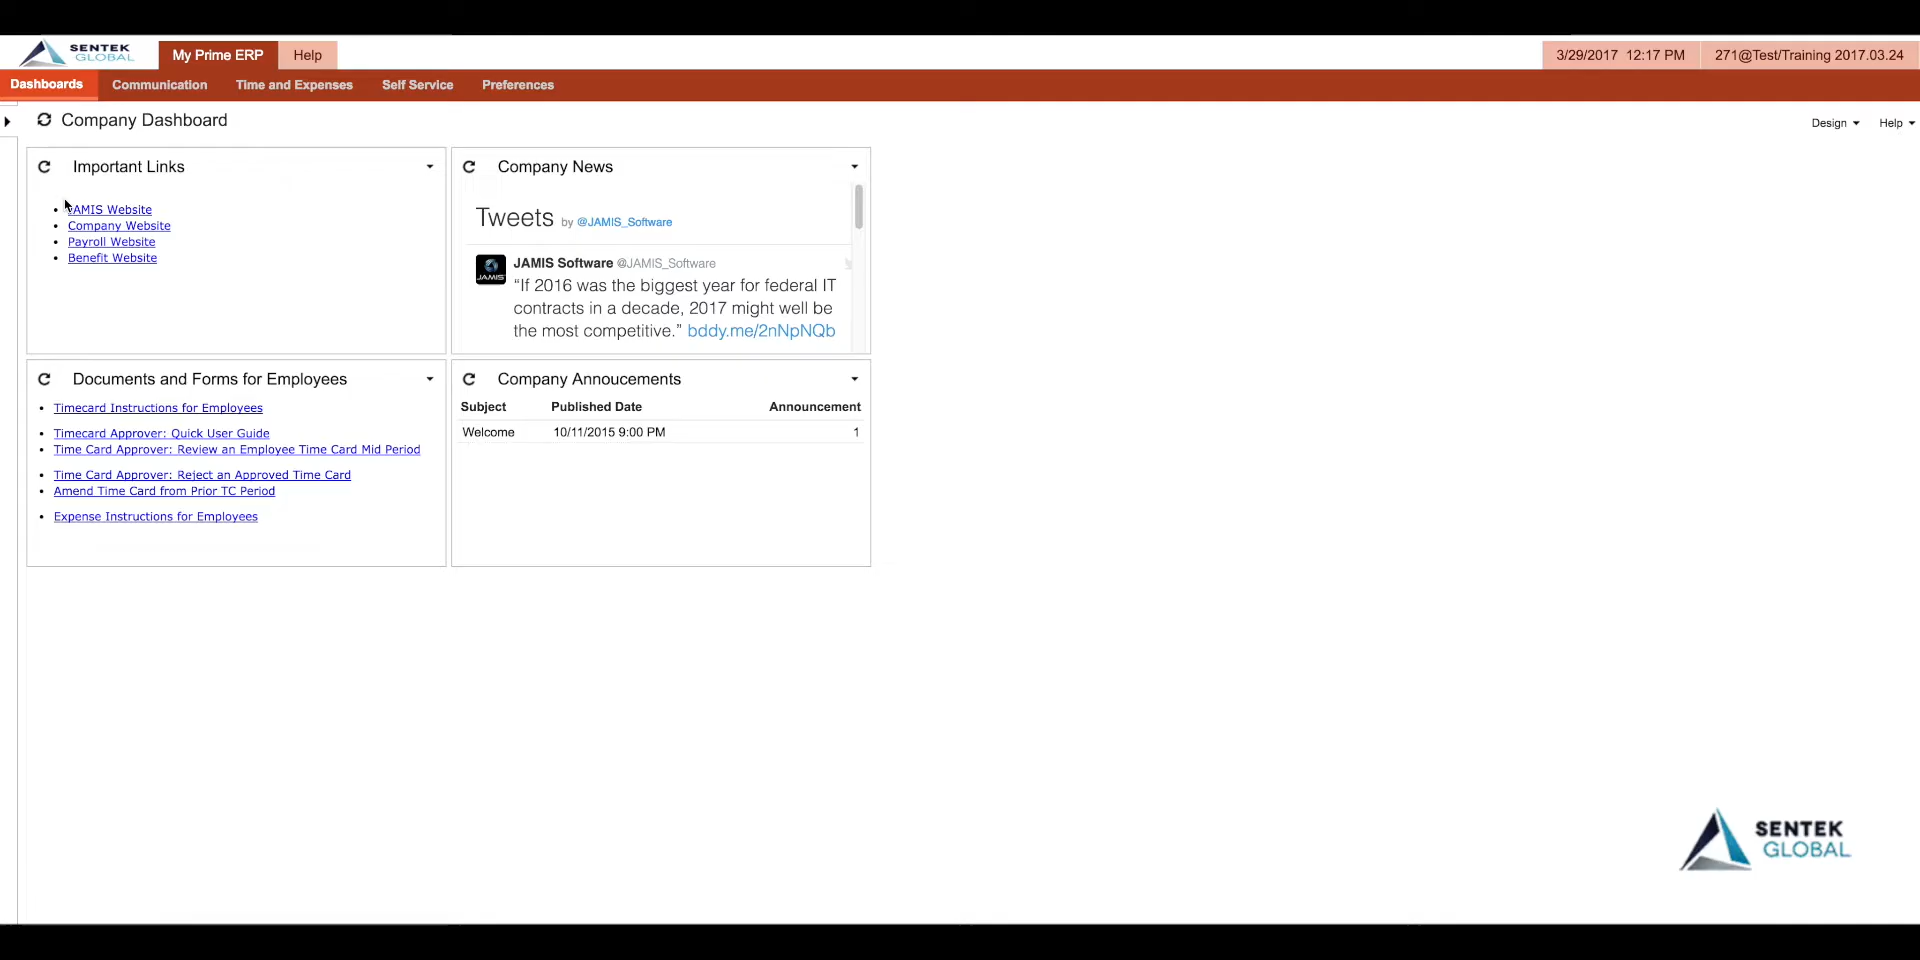 SENTEK
GLOBAL
My Prime ERP
Help
3/29/2017 12:17 PM
271@Test/Training 2017.03.24
Dashboards
Communication
Time and Expenses
Self Service
Preferences
Company Dashboard
Design
Help
Important Links
JAMIS Website
Company Website
Payroll Website
Benefit Website
Company News
Tweets by @JAMIS_Software
JAMIS
JAMIS Software @JAMIS_Software
“If 2016 was the biggest year for federal IT
contracts in a decade, 2017 might well be
the most competitive.” bddy.me/2nNpNQb
Documents and Forms for Employees
Timecard Instructions for Employees
Timecard Approver: Quick User Guide
Time Card Approver: Review an Employee Time Card Mid Period
Time Card Approver: Reject an Approved Time Card
Amend Time Card from Prior TC Period
Expense Instructions for Employees
Company Annoucements
Subject Published Date Announcement
Welcome 10/11/2015 9:00 PM 1
SENTEK
GLOBAL